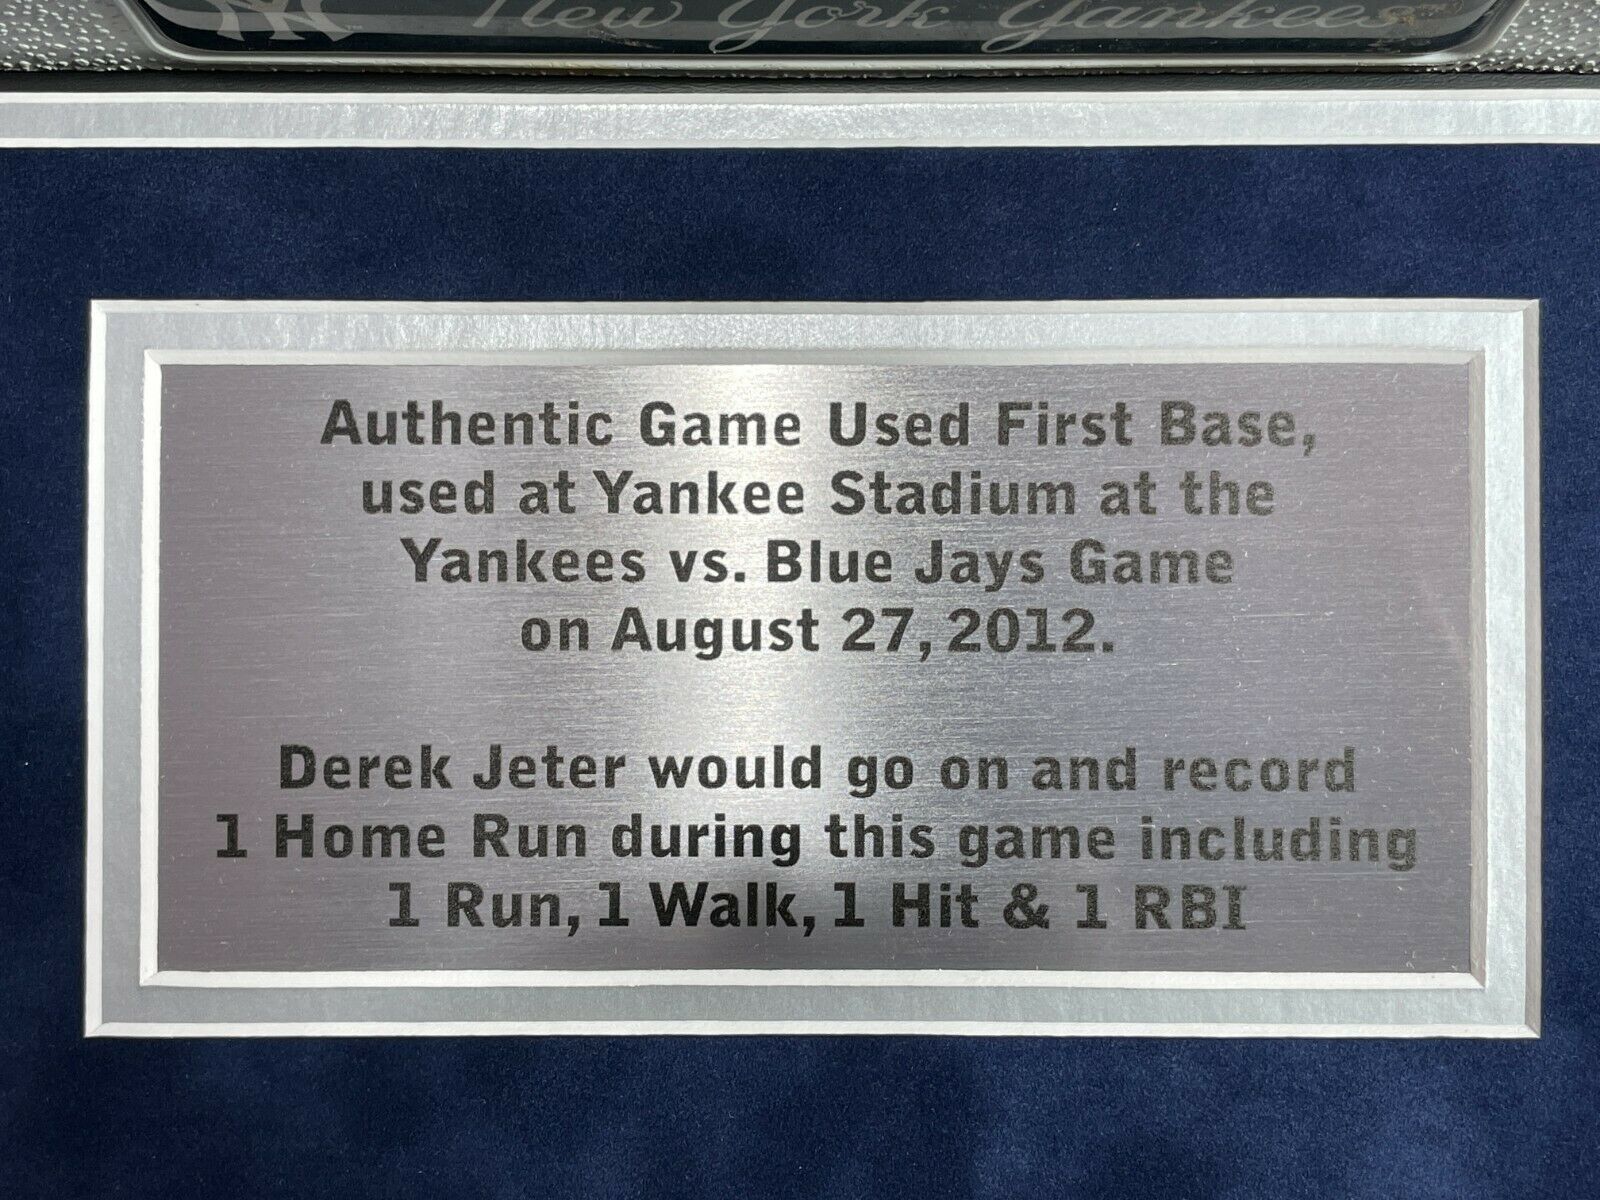 NY
New York Yankees
Authentic Game Used First Base,
used at Yankee Stadium at the
Yankees vs. Blue Jays Game
on August 27, 2012.
Derek Jeter would go on and record
1 Home Run during this game including
1 Run, 1 Walk, 1 Hit & 1 RBI